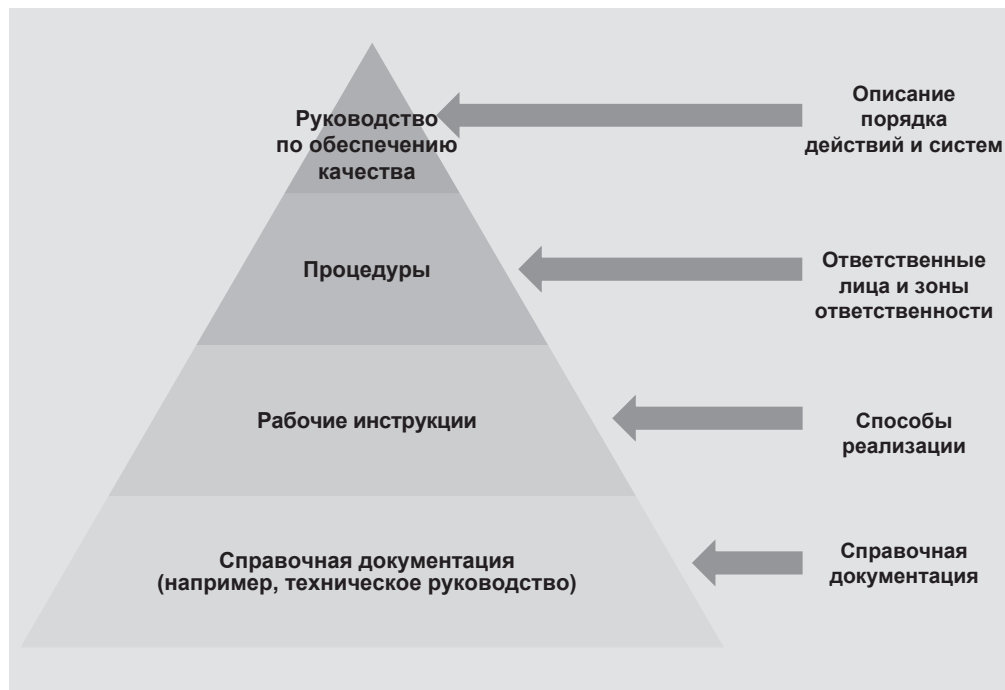 Руководство
по обеспечению
качества
Описание
порядка
действий и систем
Процедуры
Ответственные
лица и зоны
ответственности
Рабочие инструкции
Способы
реализации
Справочная документация
(например, техническое руководство)
Справочная
документация